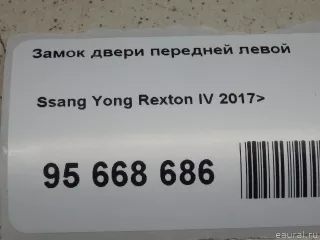 Замок двери передней левой
Ssang Yong Rexton IV 2017>
95 668 686
eaural.ru